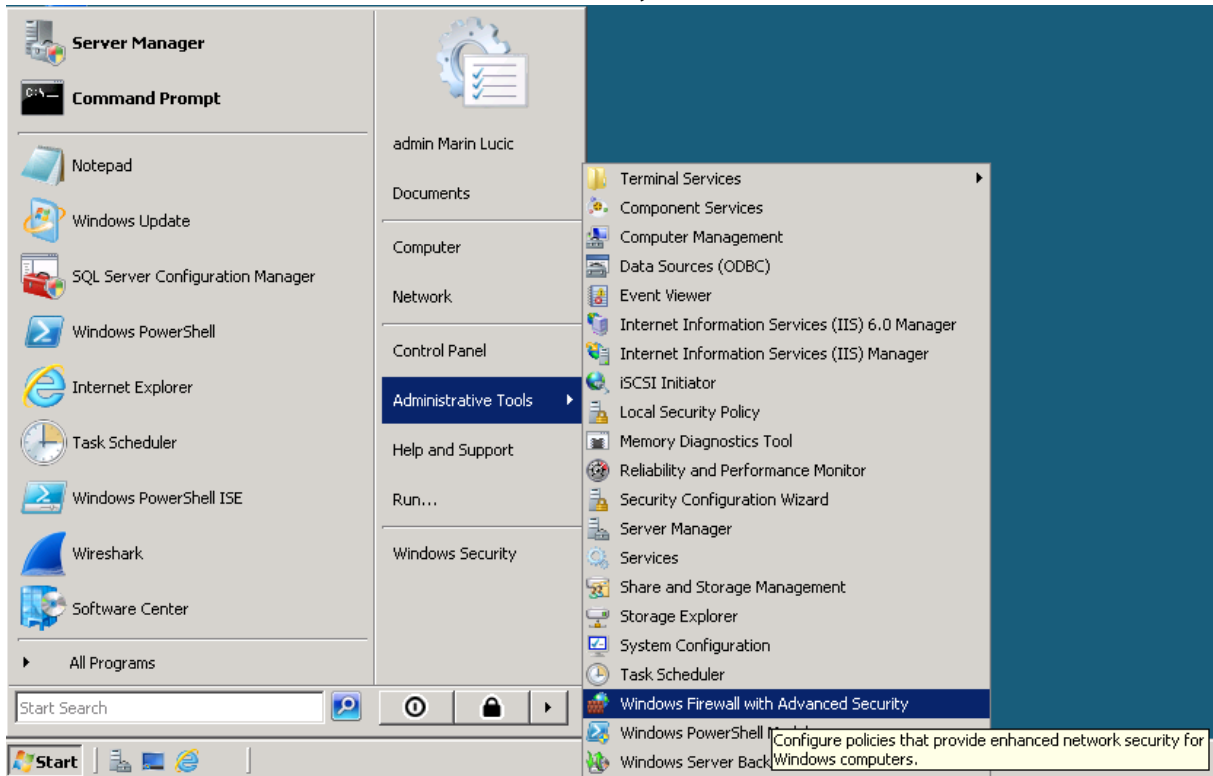 Server Manager
Command Prompt
Notepad
Windows Update
SQL Server Configuration Manager
Windows PowerShell
Internet Explorer
Task Scheduler
Windows PowerShell ISE
Wireshark
Software Center
All Programs
Start Search
Start
admin Marin Lucic
Documents
Computer
Network
Control Panel
Administrative Tools
Help and Support
Run...
Windows Security
Terminal Services
Component Services
Computer Management
Data Sources (ODBC)
Event Viewer
Internet Information Services (IIS) 6.0 Manager
Internet Information Services (IIS) Manager
iSCSI Initiator
Local Security Policy
Memory Diagnostics Tool
Reliability and Performance Monitor
Security Configuration Wizard
Server Manager
Services
Share and Storage Management
Storage Explorer
System Configuration
Task Scheduler
Windows Firewall with Advanced Security
Windows PowerShell
Windows Server Back
Configure policies that provide enhanced network security for
Windows computers.